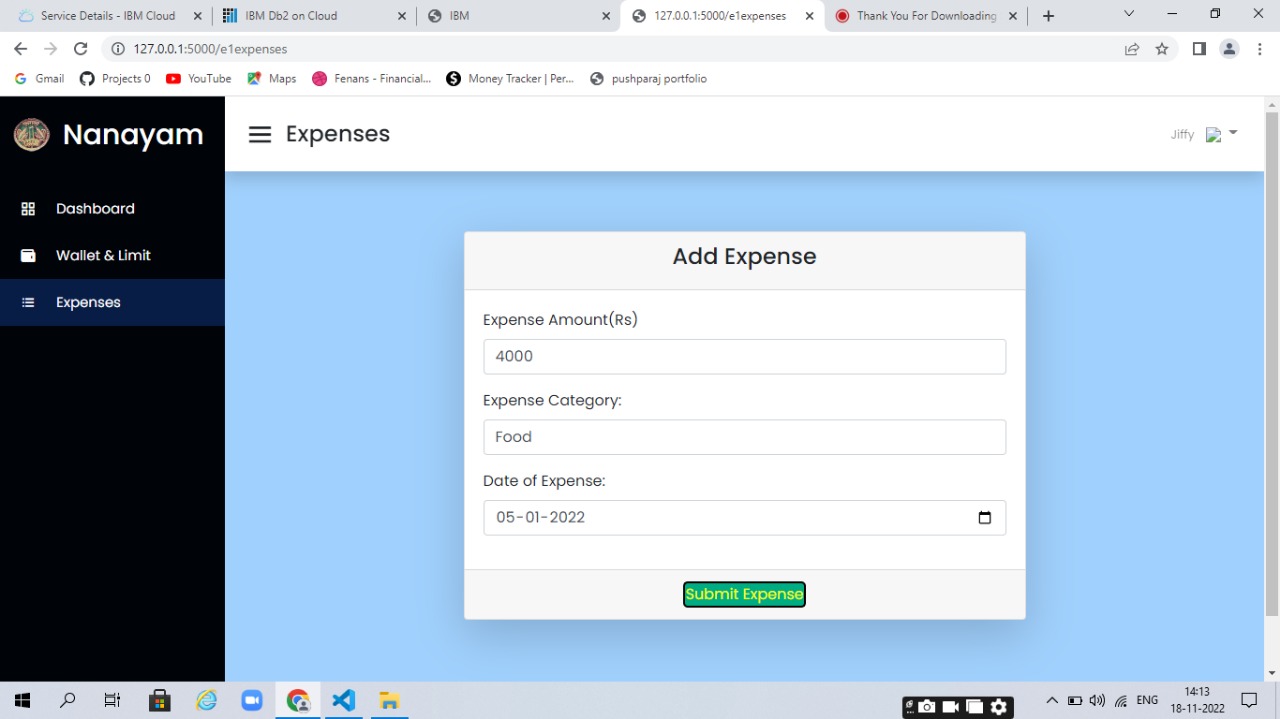 Service Details - IBM Cloud
IBM Db2 on Cloud
IBM
127.0.0.1:5000/e1expenses
Thank You For Downloading
127.0.0.1:5000/e1expenses
Gmail
Projects 0
YouTube
Maps
Fenans - Financial...
Money Tracker | Per...
pushparaj portfolio
Nanayam
Expenses
Jiffy
Dashboard
Wallet & Limit
Expenses
Add Expense
Expense Amount(Rs)
4000
Expense Category:
Food
Date of Expense:
05-01-2022
Submit Expense
ENG
14:13
18-11-2022